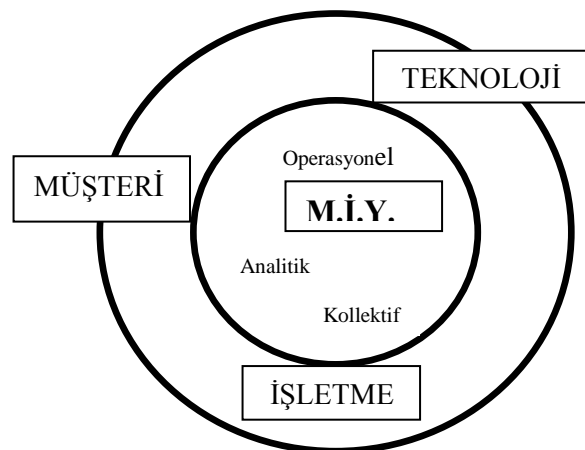 TEKNOLOJİ
Operasyonel
MÜŞTERİ
M.İ.Y.
Analitik
Kollektif
İŞLETME